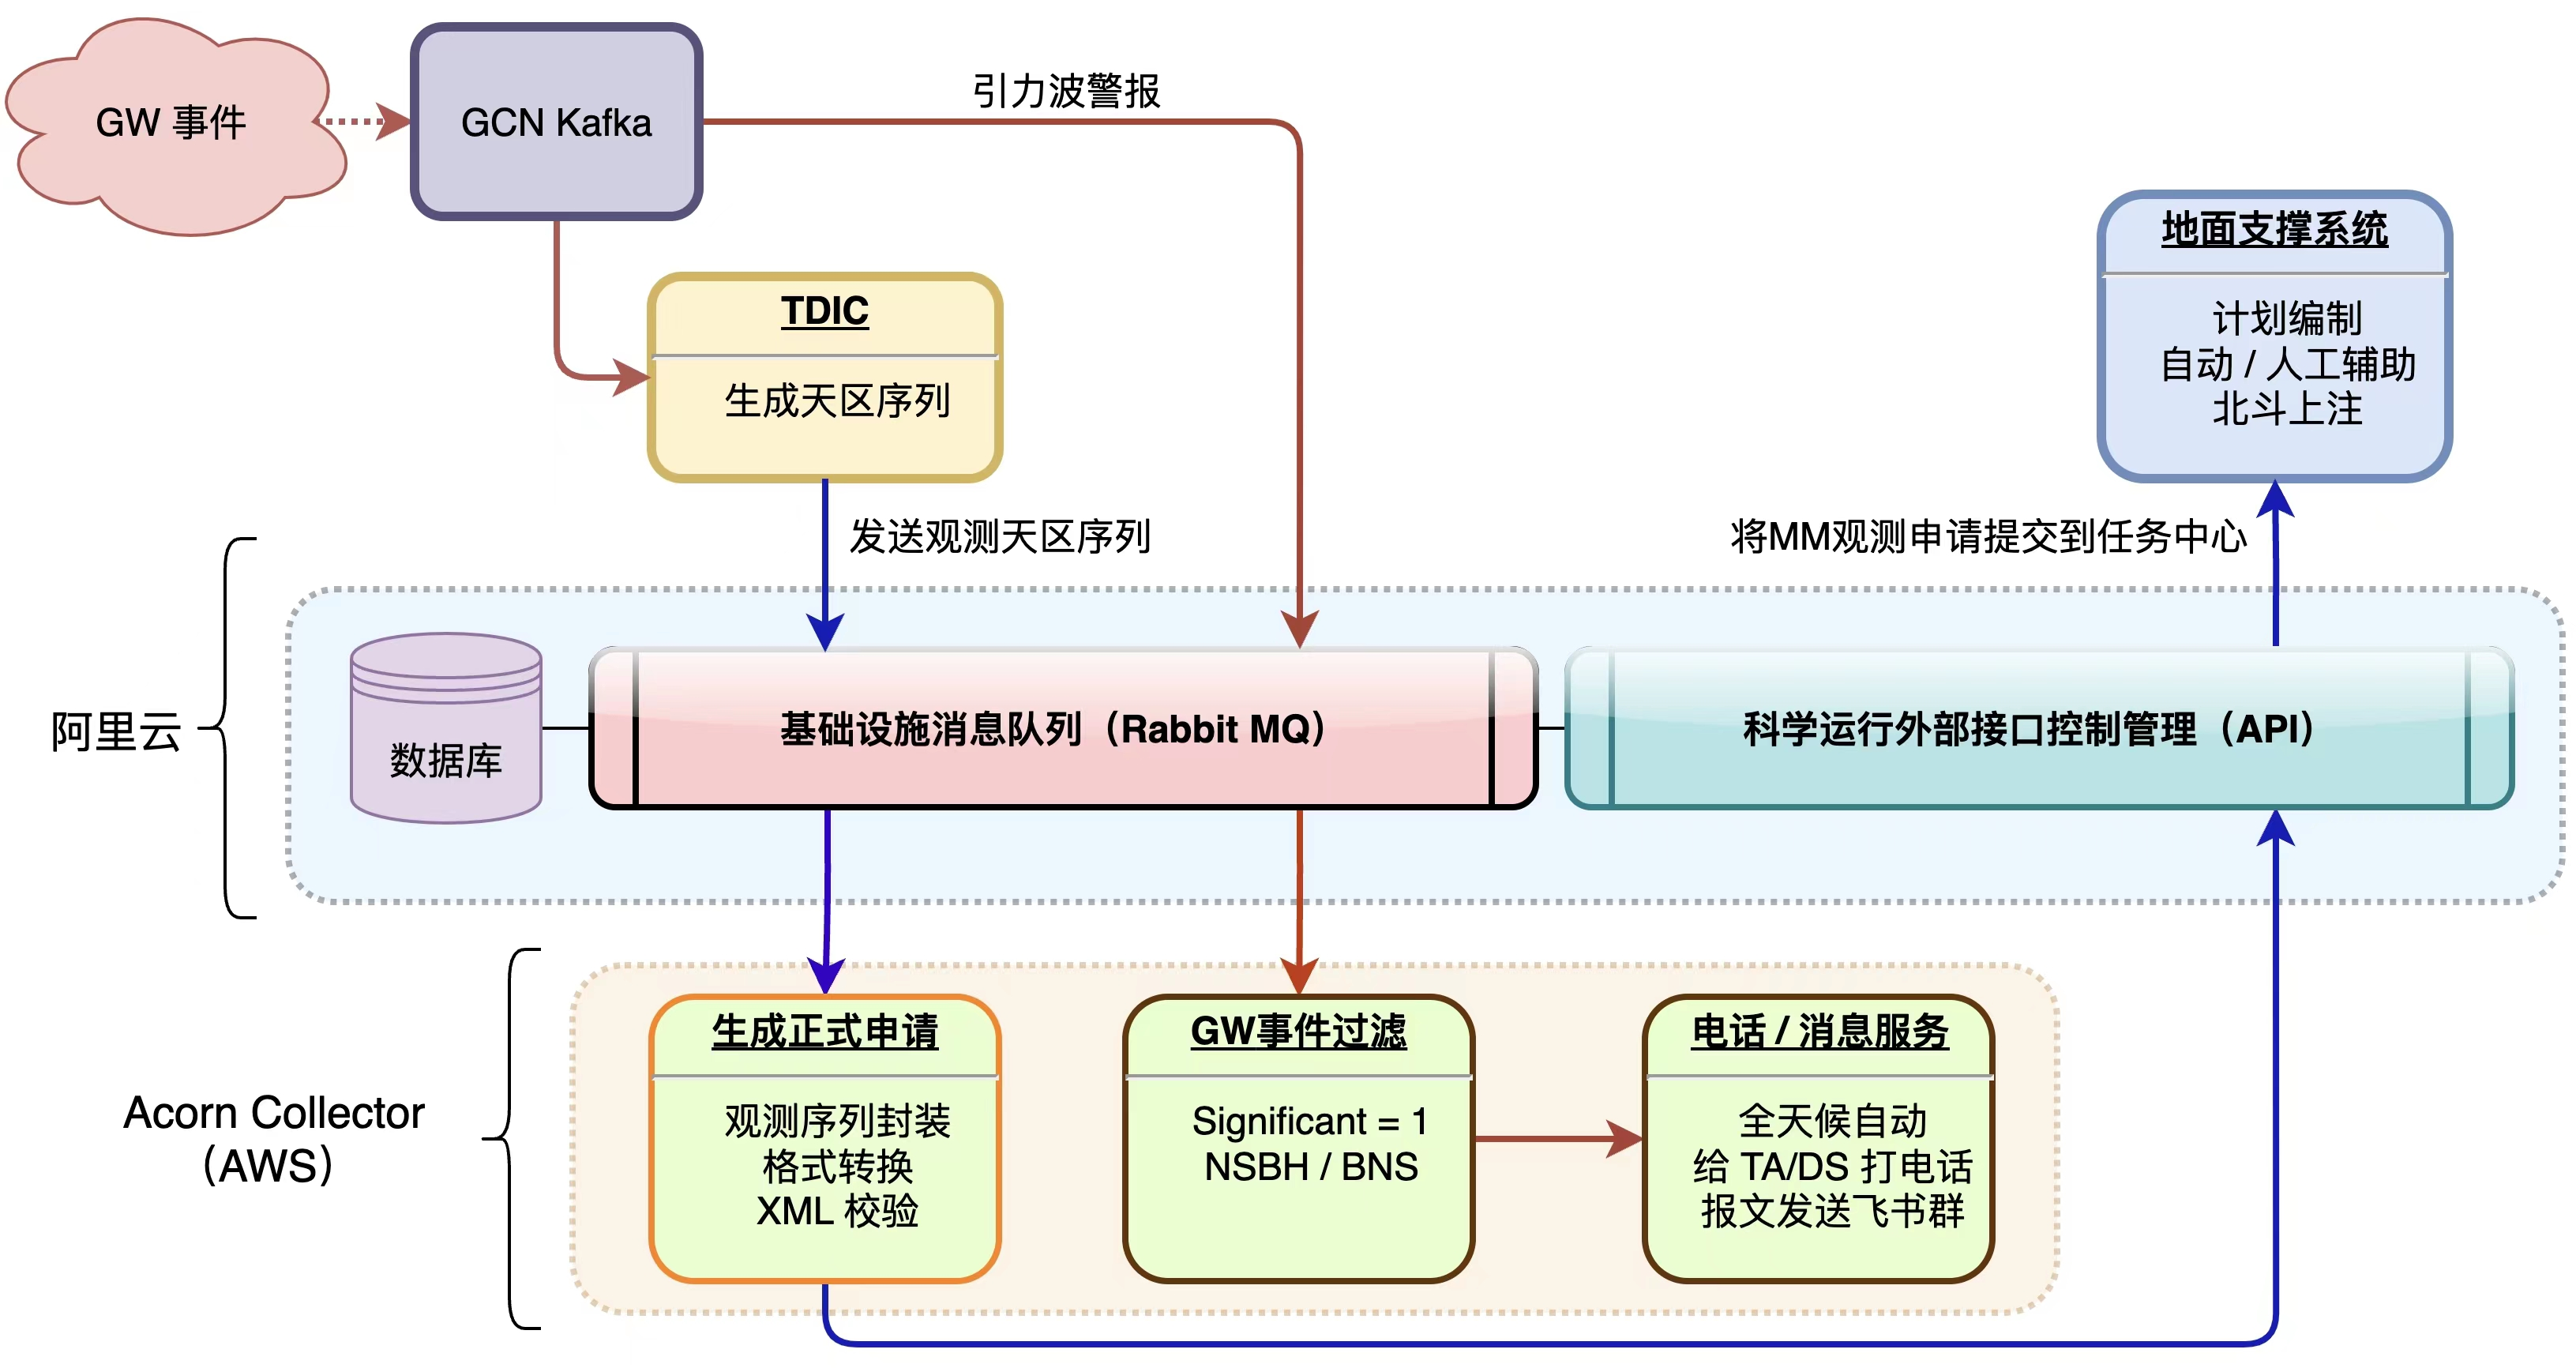 GW 事件
GCN Kafka
引力波警报
TDIC
生成天区序列
地面支撑系统
计划编制
自动 / 人工辅助
北斗上注
发送观测天区序列
将MM观测申请提交到任务中心
阿里云
数据库
基础设施消息队列（Rabbit MQ）
科学运行外部接口控制管理（API）
Acorn Collector
（AWS）
生成正式申请
观测序列封装
格式转换
XML 校验
GW事件过滤
Significant = 1
NSBH / BNS
电话 / 消息服务
全天候自动
给 TA/DS 打电话
报文发送飞书群